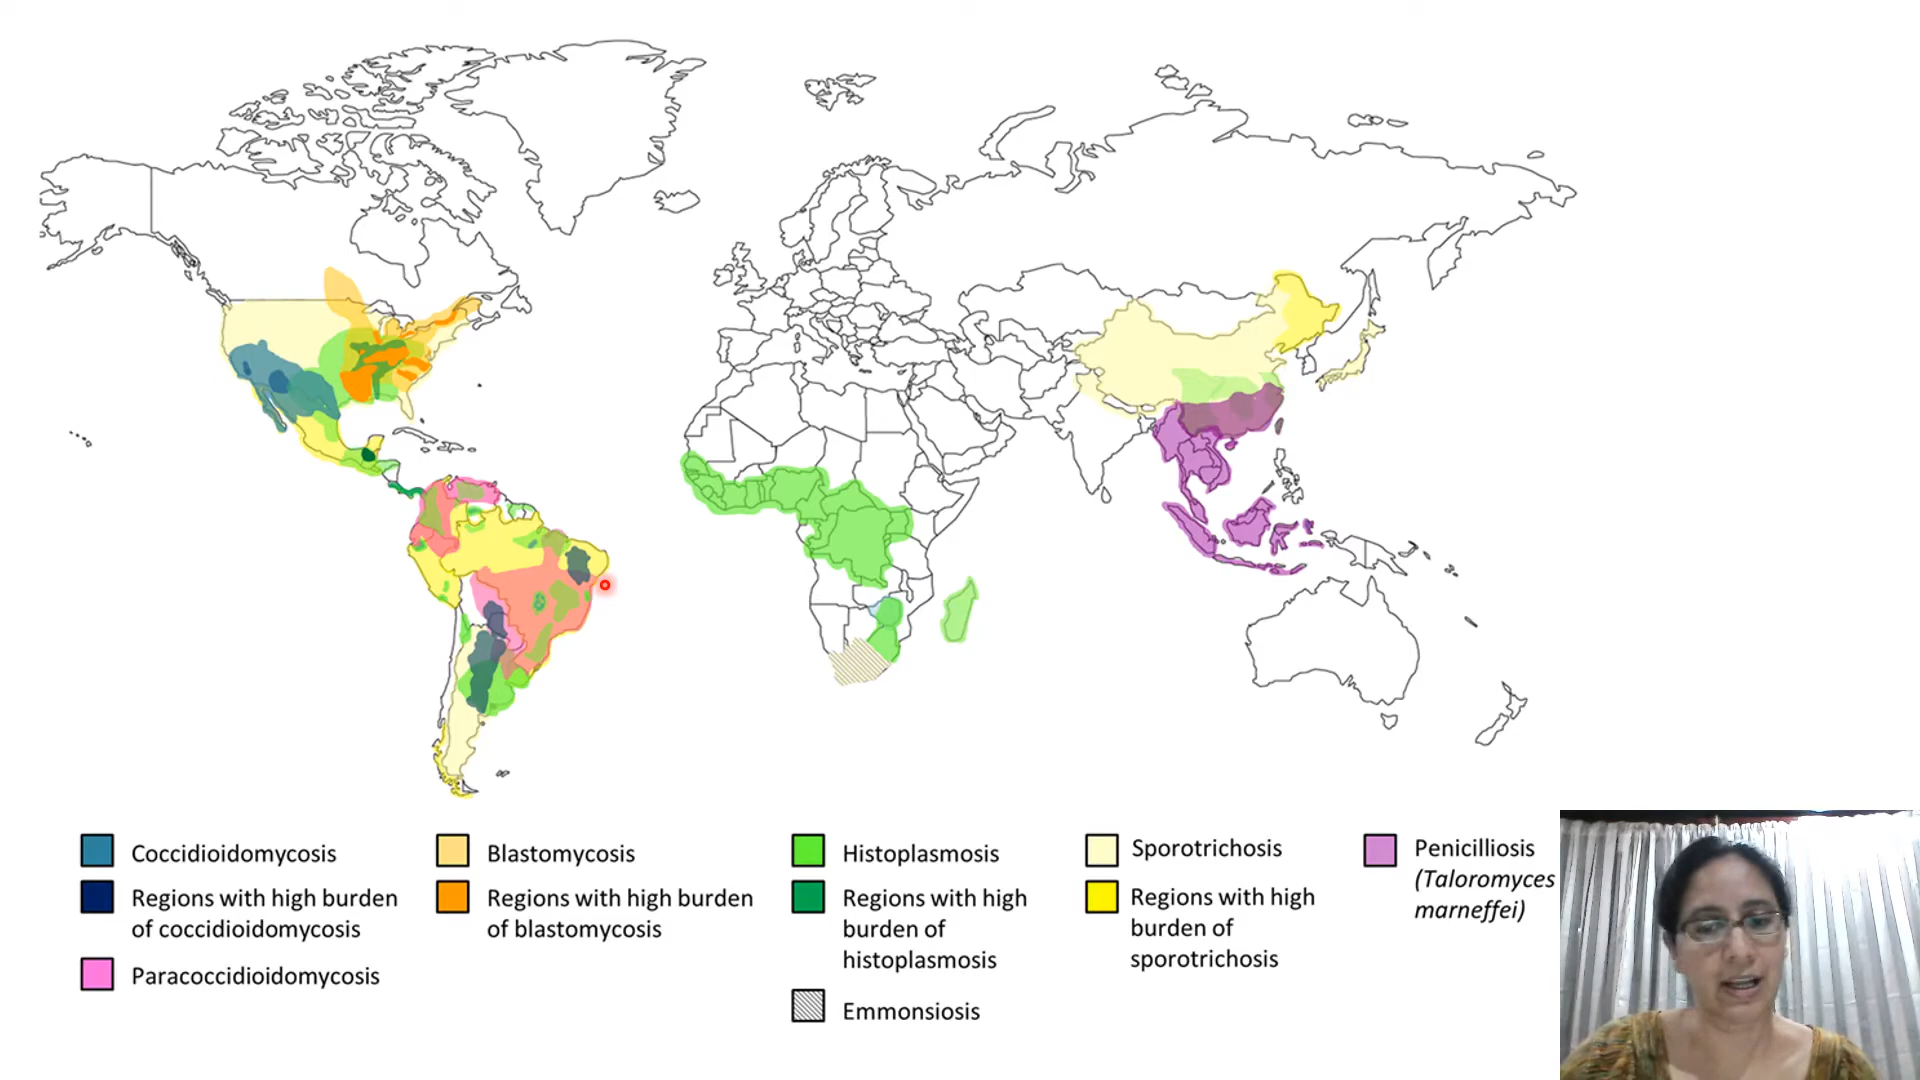 Coccidioidomycosis
Regions with high burden
of coccidioidomycosis
Paracoccidioidomycosis
Blastomycosis
Regions with high burden
of blastomycosis
Histoplasmosis
Regions with high
burden of
histoplasmosis
Emmonsiosis
Sporotrichosis
Regions with high
burden of
sporotrichosis
Penicilliosis
(Taloromyces
marneffei)